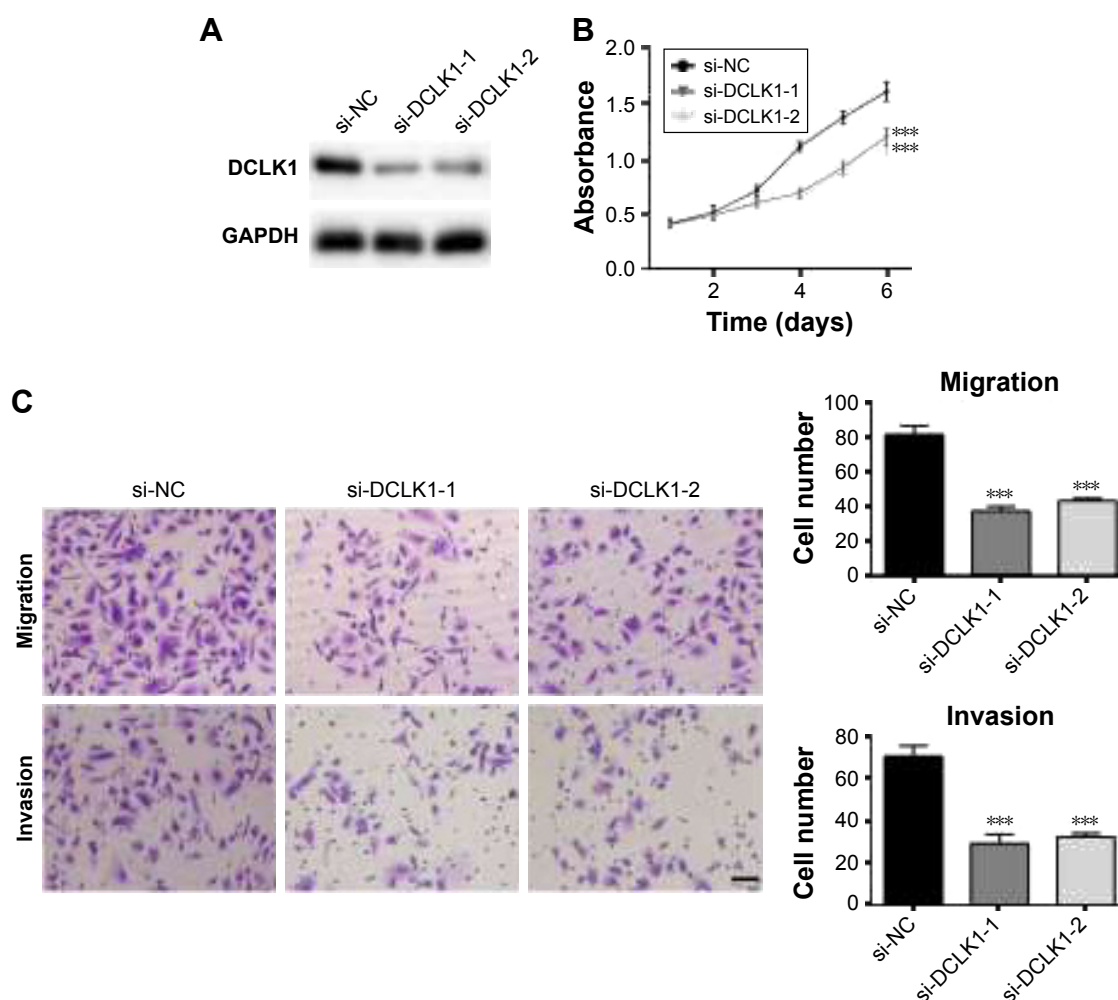 A
si-NC
si-DCLK1-1
si-DCLK1-2
DCLK1
GAPDH
B
2.0
1.5
1.0
0.5
0.0
Absorbance
si-NC
si-DCLK1-1
si-DCLK1-2
***
***
2
4
6
Time (days)
C
si-NC
si-DCLK1-1
si-DCLK1-2
Migration
Invasion
Migration
100
80
60
40
20
0
Cell number
***
***
si-NC
si-DCLK1-1
si-DCLK1-2
Invasion
80
60
40
20
0
Cell number
***
***
si-NC
si-DCLK1-1
si-DCLK1-2